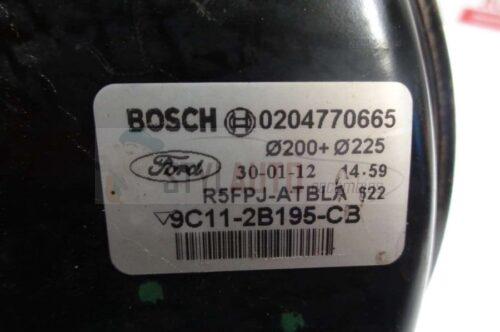 BOSCH 0204770665
Ø200+Ø225
Ford 30-01-12 14-59
R5FPJ-ATBLA 622
▽9C11-2B195-CB